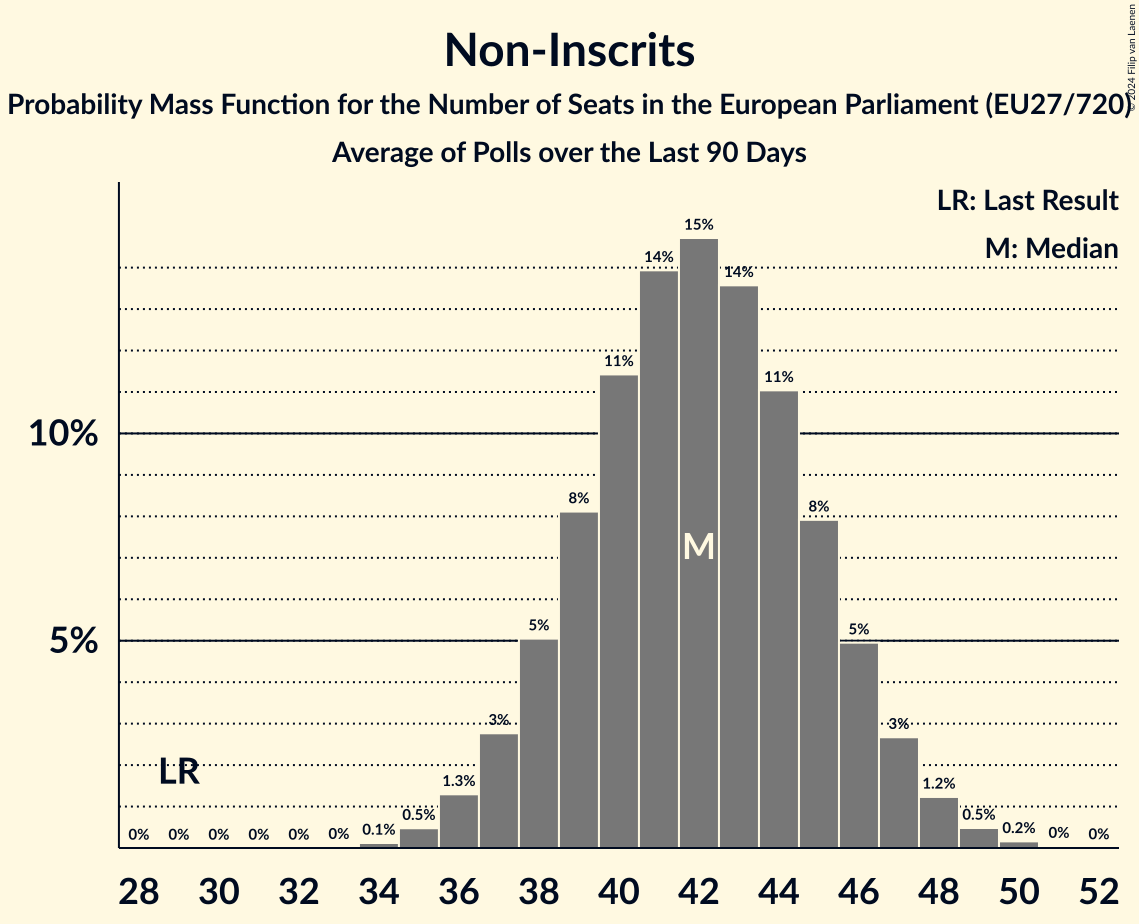 © 2024 Filip van Laenen
Non-Inscrits
Probability Mass Function for the Number of Seats in the European Parliament (EU27/720)
Average of Polls over the Last 90 Days
LR: Last Result
M: Median
15%
14%
14%
11%
11%
10%
8%
8%
M
5%
5%
5%
3%
3%
LR
1.3%
1.2%
0% 0% 0% 0% 0% 0% 0.1% 0.5% 0.5% 0.2% 0% 0%
28 30 32 34 36 38 40 42 44 46 48 50 52